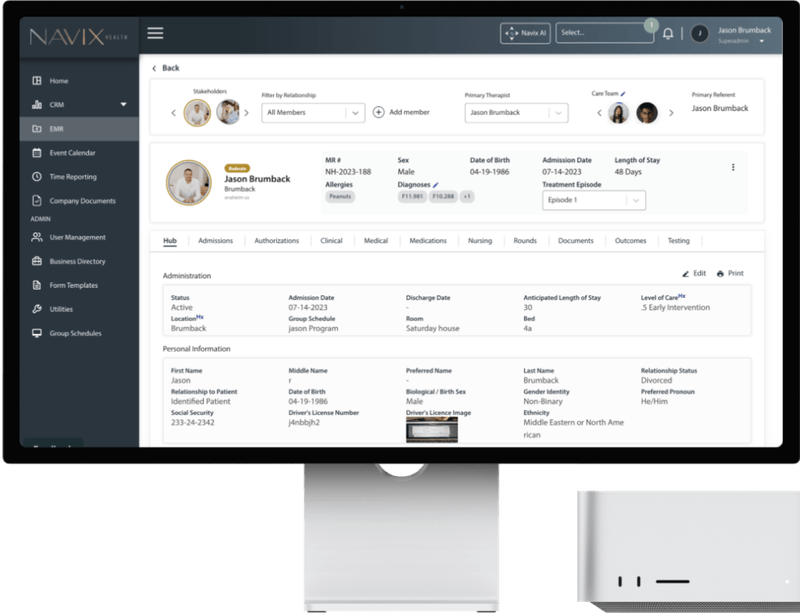 NAVIX HEALTH
Navix AI
Select...
1
J
Jason Brumback
Superadmin
Home
CRM
EMR
Event Calendar
Time Reporting
Company Documents
ADMIN
User Management
Business Directory
Form Templates
Utilities
Group Schedules
Back
Stakeholders
Filter by Relationship
All Members
Add member
Primary Therapist
Jason Brumback
Care Team
Primary Referent
Jason Brumback
Moderate
Jason Brumback
Brumback
anaheim-us
MR #
NH-2023-188
Sex
Male
Date of Birth
04-19-1986
Admission Date
07-14-2023
Length of Stay
48 Days
Allergies
Peanuts
Diagnoses
F11.981 F10.288 +1
Treatment Episode
Episode 1
Hub Admissions Authorizations Clinical Medical Medications Nursing Rounds Documents Outcomes Testing
Administration
Edit Print
Status Admission Date Discharge Date Anticipated Length of Stay Level of Care Hx
Active 07-14-2023 - 30 .5 Early Intervention
Location Hx Group Schedule Room Bed
Brumback jason Program Saturday house 4a
Personal Information
First Name Middle Name Preferred Name Last Name Relationship Status
Jason r - Brumback Divorced
Relationship to Patient Date of Birth Biological / Birth Sex Gender Identity Preferred Pronoun
Identified Patient 04-19-1986 Male Non-Binary He/Him
Social Security Driver's License Number Driver's Licence Image Ethnicity
233-24-2342 j4nbbjh2 Middle Eastern or North Ame
rican